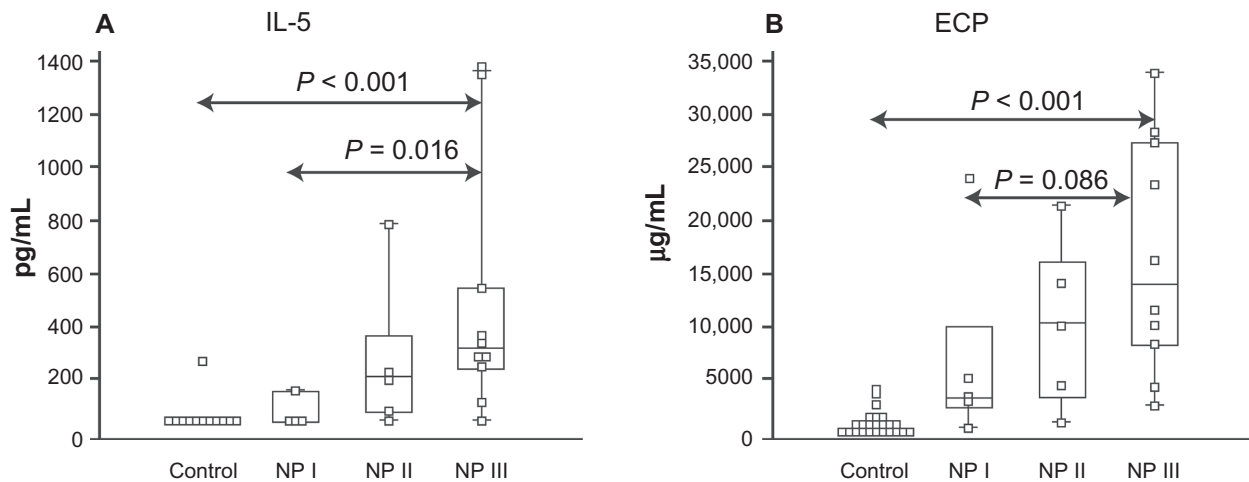 A
IL-5
pg/mL
1400
1200
1000
800
600
400
200
0
P < 0.001
P = 0.016
Control NP I NP II NP III
B
ECP
µg/mL
35,000
30,000
25,000
20,000
15,000
10,000
5000
0
P < 0.001
P = 0.086
Control NP I NP II NP III